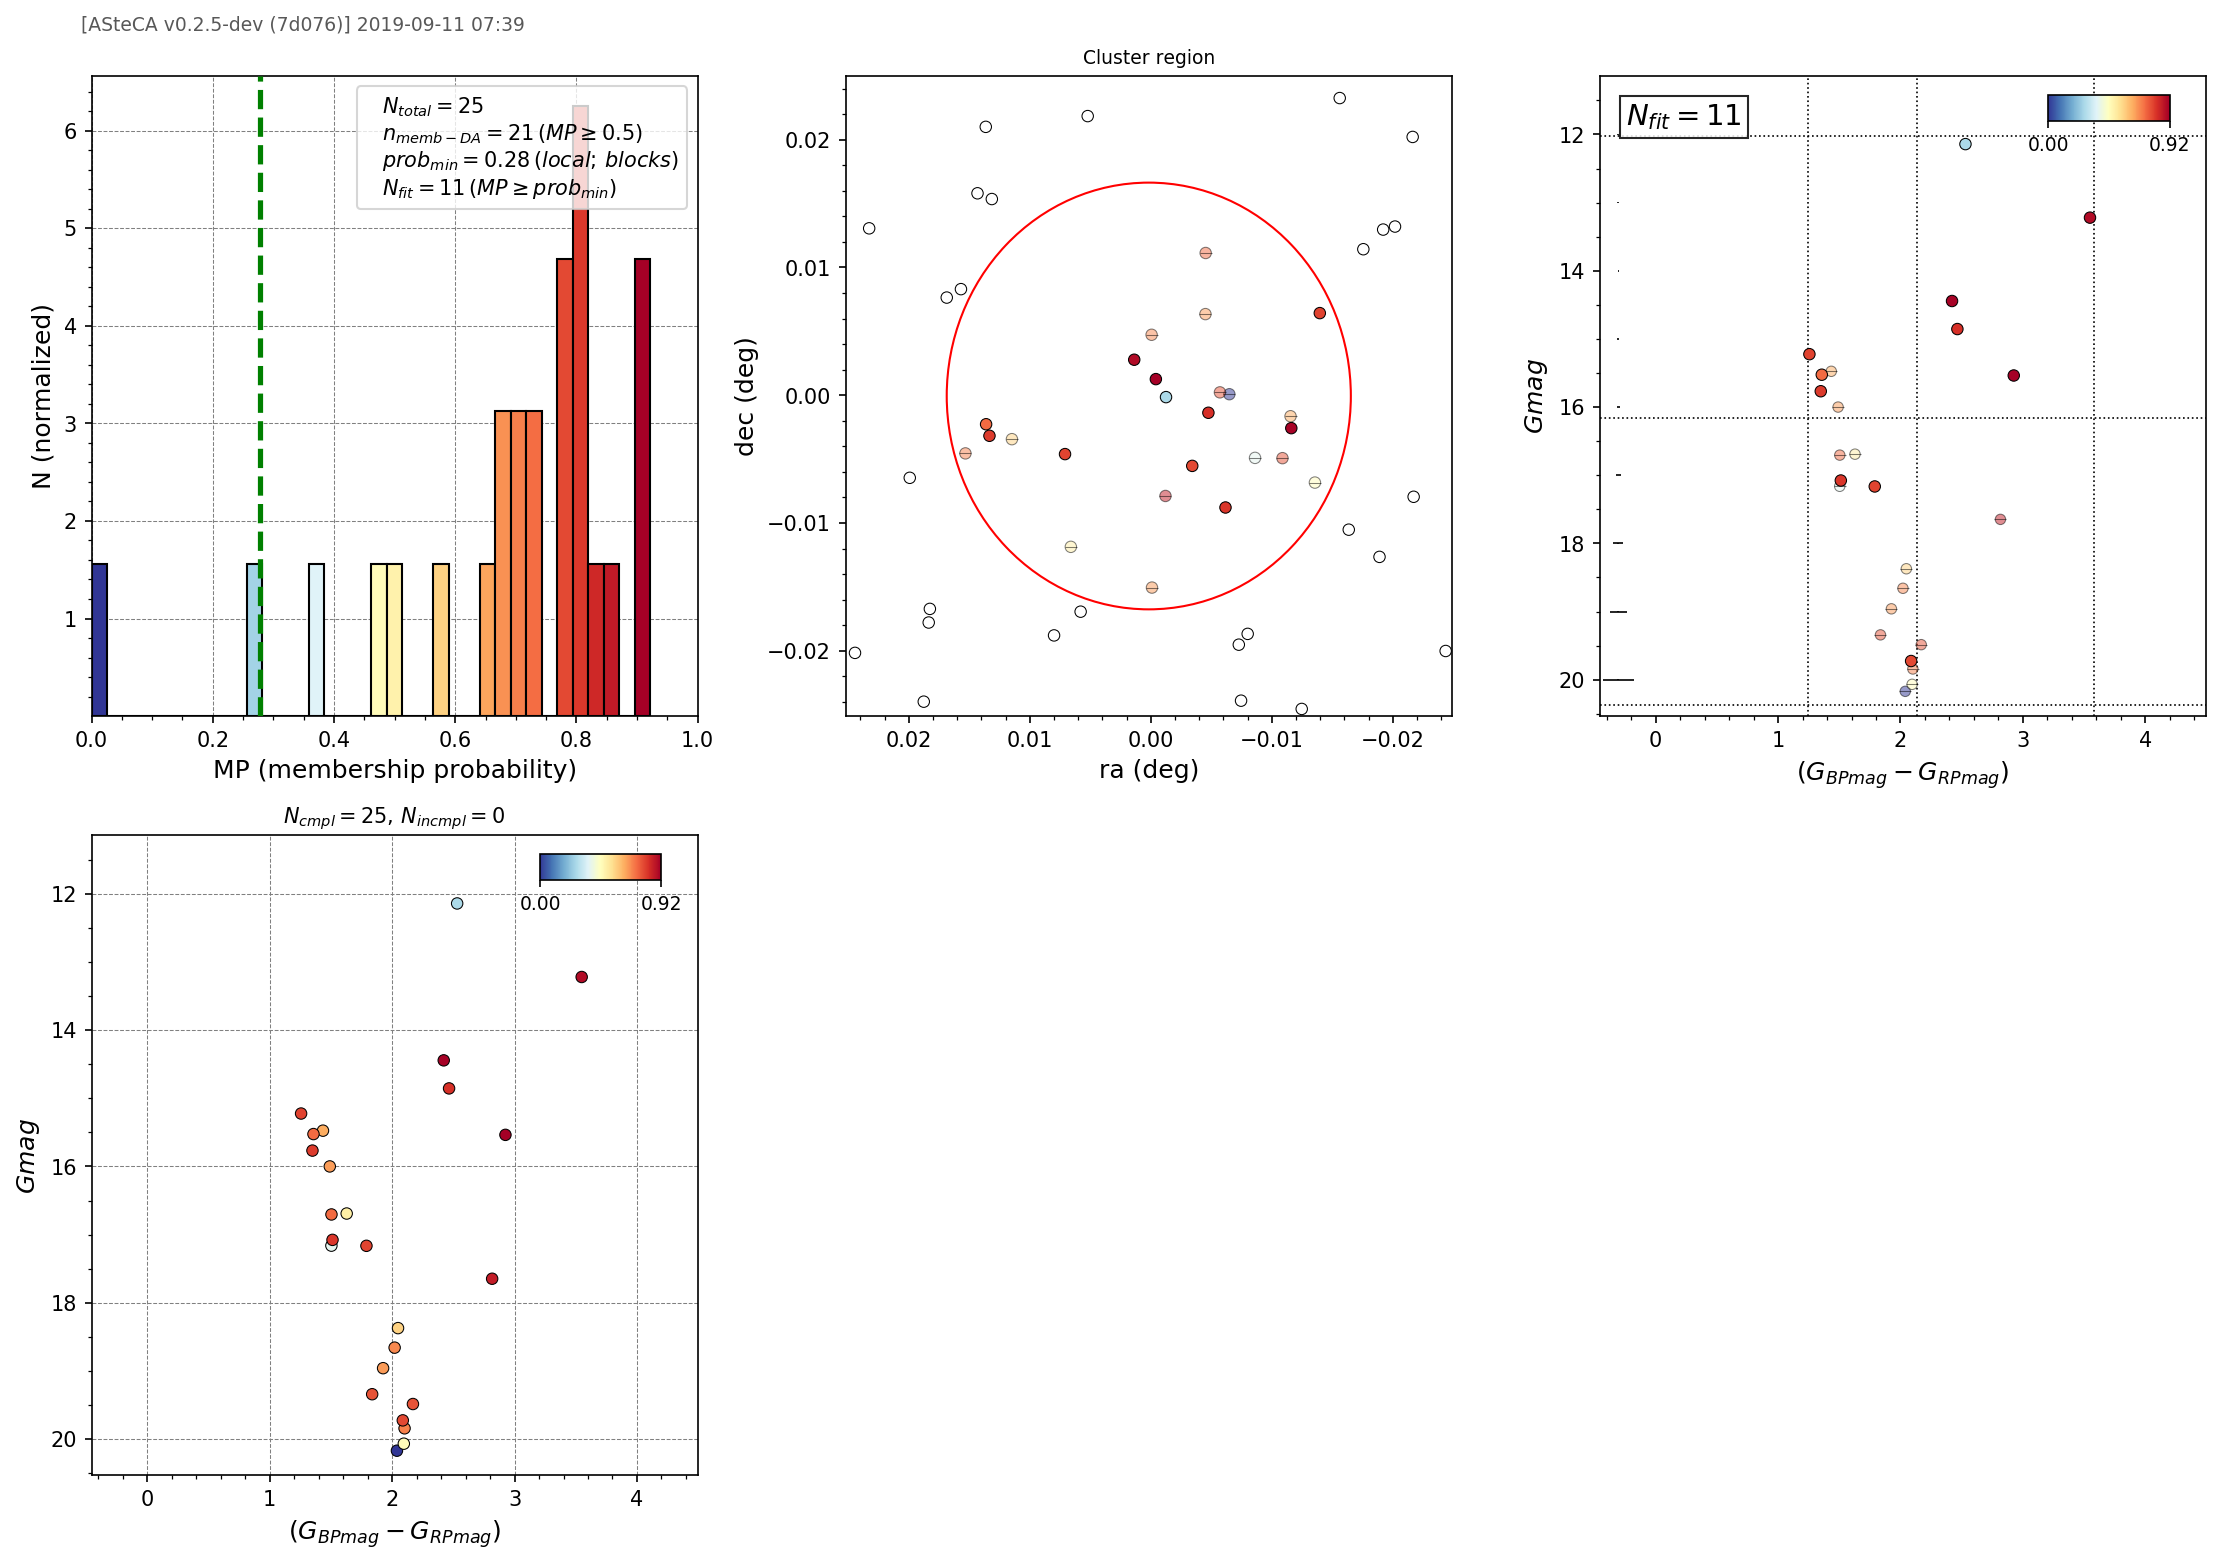 [ASteCA v0.2.5-dev (7d076)] 2019-09-11 07:39
N_total = 25
n_memb-DA = 21 (MP ≥ 0.5)
prob_min = 0.28 (local; blocks)
N_fit = 11 (MP ≥ prob_min)
6
5
4
3
2
1
N (normalized)
0.0 0.2 0.4 0.6 0.8 1.0
MP (membership probability)
Cluster region
0.02
0.01
0.00
−0.01
−0.02
dec (deg)
0.02 0.01 0.00 −0.01 −0.02
ra (deg)
N_fit = 11
0.00 0.92
12
14
16
18
20
Gmag
0 1 2 3 4
(G_BPmag − G_RPmag)
N_cmpl = 25, N_incmpl = 0
0.00 0.92
12
14
16
18
20
Gmag
0 1 2 3 4
(G_BPmag − G_RPmag)